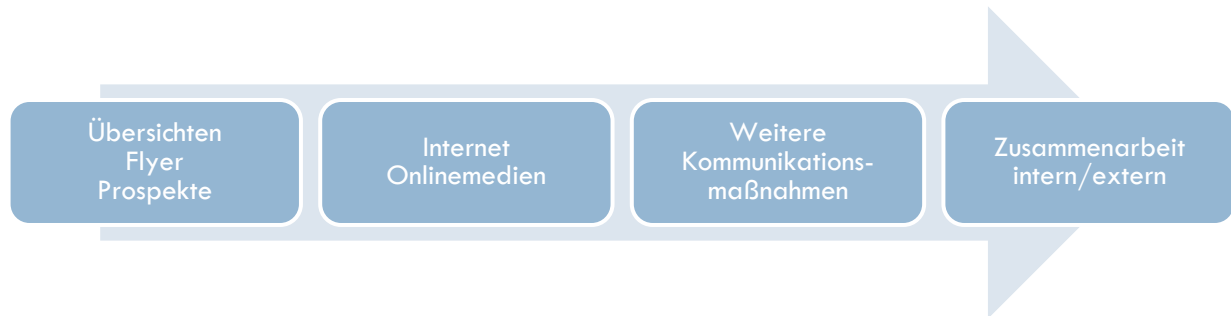 Übersichten
Flyer
Prospekte
Internet
Onlinemedien
Weitere
Kommunikations-
maßnahmen
Zusammenarbeit
intern/extern